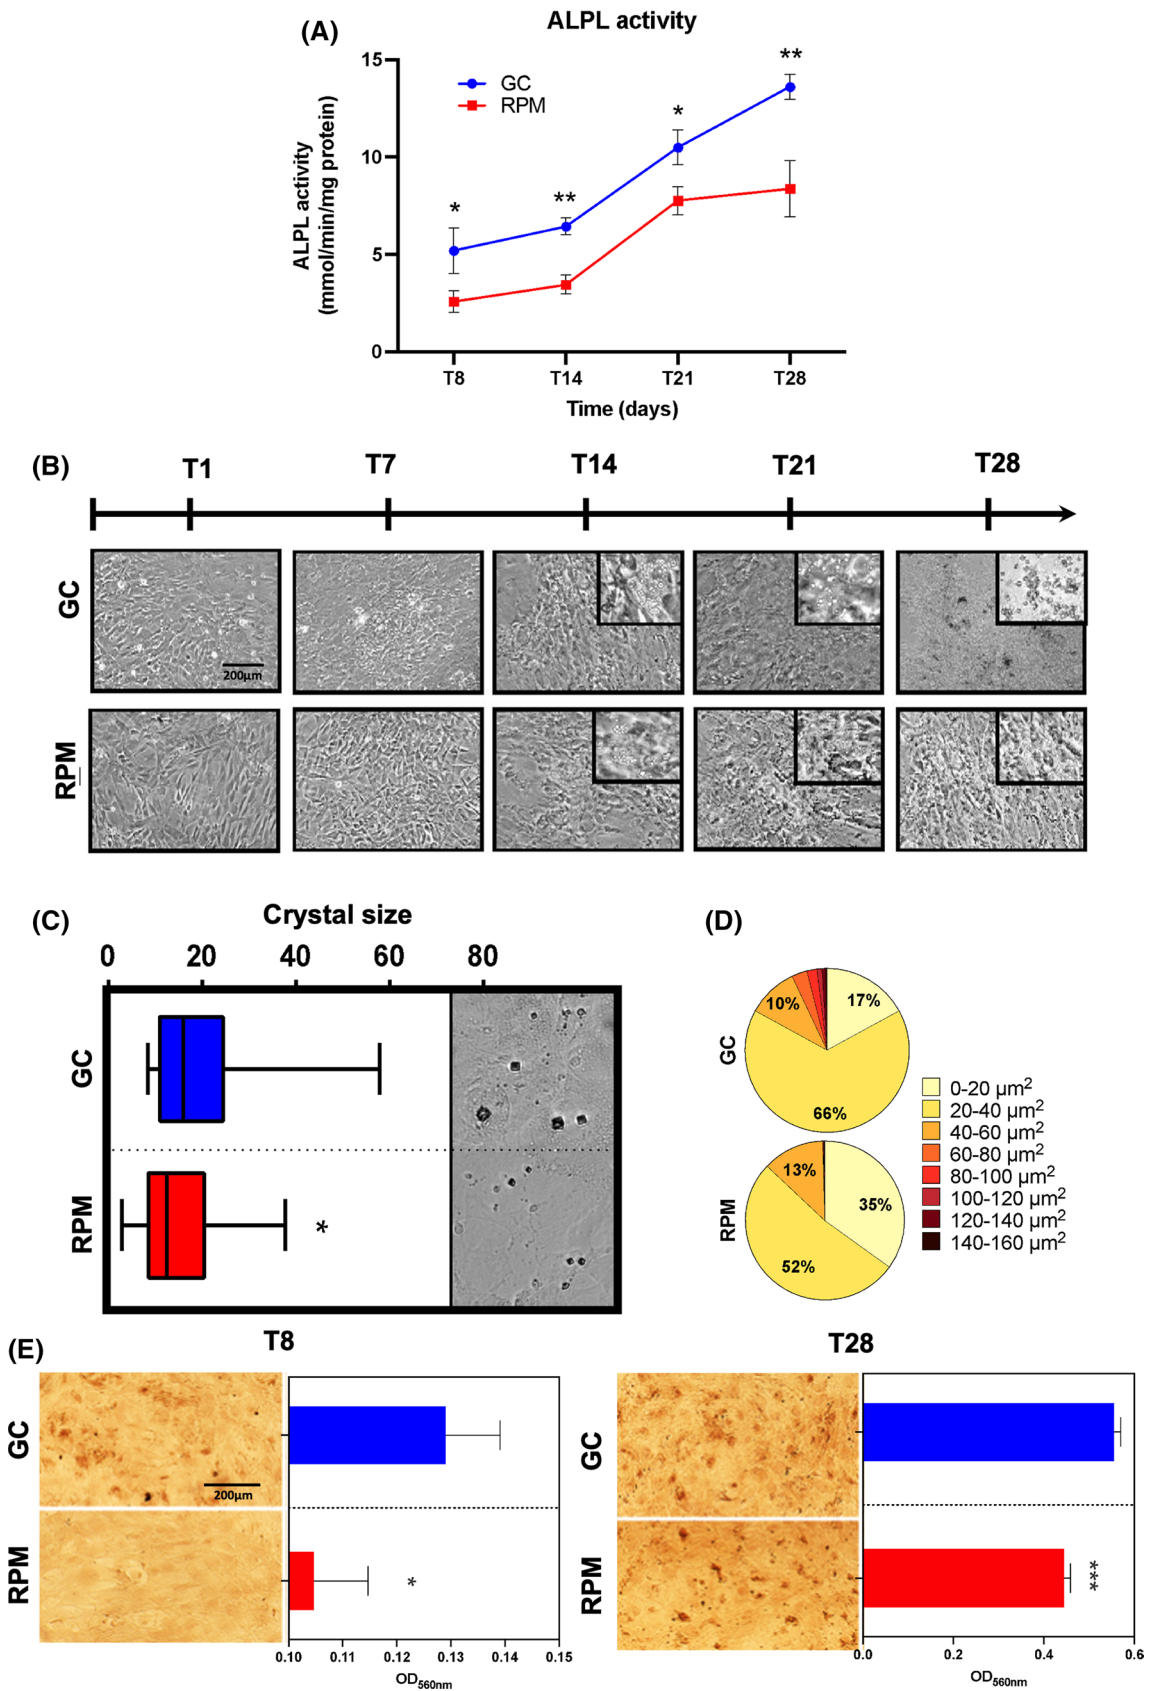 (A)
ALPL activity
15
10
5
0
ALPL activity
(mmol/min/mg protein)
GC
RPM
*
**
*
**
T8
T14
T21
T28
Time (days)
(B)
T1
T7
T14
T21
T28
GC
200µm
RPM
(C)
Crystal size
0
20
40
60
80
GC
RPM
*
(D)
GC
10%
17%
66%
RPM
13%
35%
52%
0-20 µm²
20-40 µm²
40-60 µm²
60-80 µm²
80-100 µm²
100-120 µm²
120-140 µm²
140-160 µm²
(E)
T8
GC
200µm
RPM
*
0.10
0.11
0.12
0.13
0.14
0.15
OD560nm
T28
GC
RPM
***
0.0
0.2
0.4
0.6
OD560nm